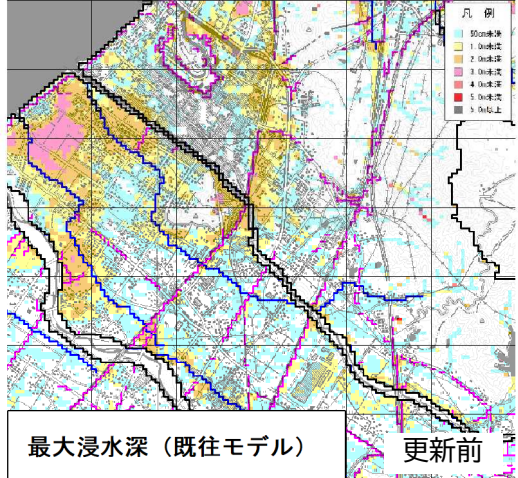 凡 例
50cm未満
1.0m未満
2.0m未満
3.0m未満
4.0m未満
5.0m未満
5.0m以上
最大浸水深（既往モデル）
更新前